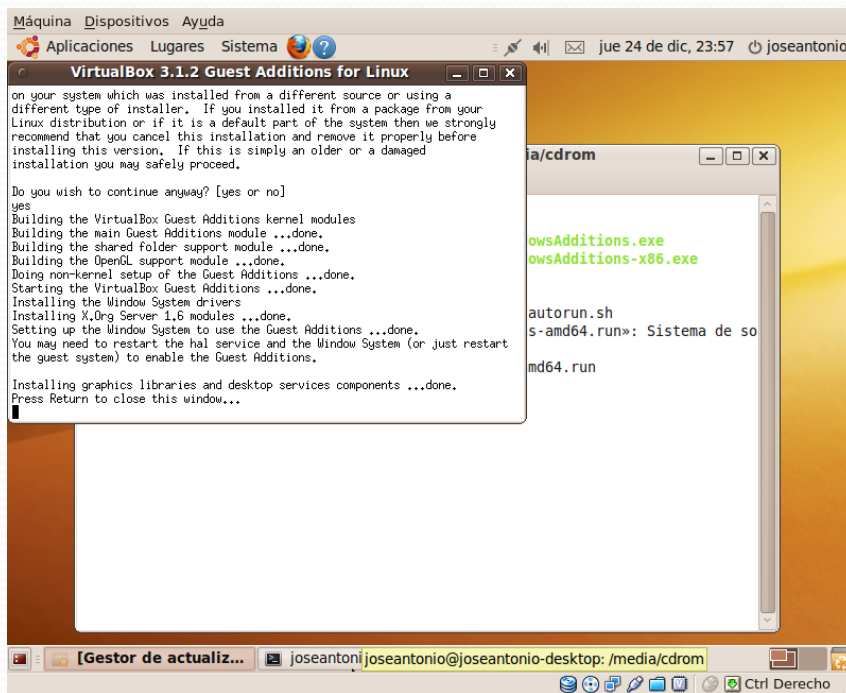 Máquina Dispositivos Ayuda
Aplicaciones Lugares Sistema jue 24 de dic, 23:57 joseantonio
VirtualBox 3.1.2 Guest Additions for Linux
on your system which was installed from a different source or using a
different type of installer. If you installed it from a package from your
Linux distribution or if it is a default part of the system then we strongly
recommend that you cancel this installation and remove it properly before
installing this version. If this is simply an older or a damaged
installation you may safely proceed.
Do you wish to continue anyway? [yes or no]
yes
Building the VirtualBox Guest Additions kernel modules
Building the main Guest Additions module ...done.
Building the shared folder support module ...done.
Building the OpenGL support module ...done.
Doing non-kernel setup of the Guest Additions ...done.
Starting the VirtualBox Guest Additions ...done.
Installing the Window System drivers
Installing X.Org Server 1.6 modules ...done.
Setting up the Window System to use the Guest Additions ...done.
You may need to restart the hal service and the Window System (or just restart
the guest system) to enable the Guest Additions.
Installing graphics libraries and desktop services components ...done.
Press Return to close this window...
ia/cdrom
owsAdditions.exe
owsAdditions-x86.exe
autorun.sh
s-amd64.run»: Sistema de so
md64.run
[Gestor de actualiz... joseantoni joseantonio@joseantonio-desktop: /media/cdrom
Ctrl Derecho